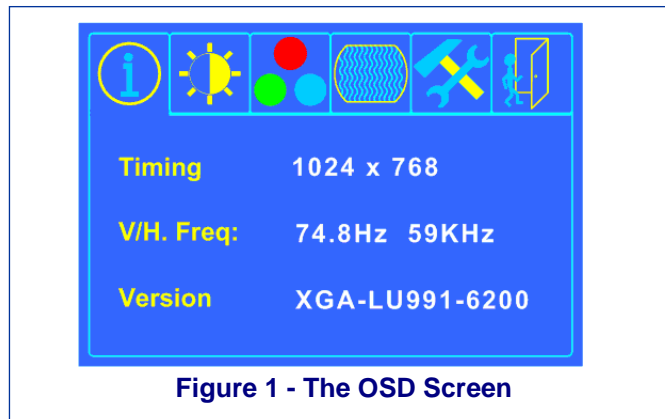 Timing 1024 x 768
V/H. Freq: 74.8Hz 59KHz
Version XGA-LU991-6200
Figure 1 - The OSD Screen